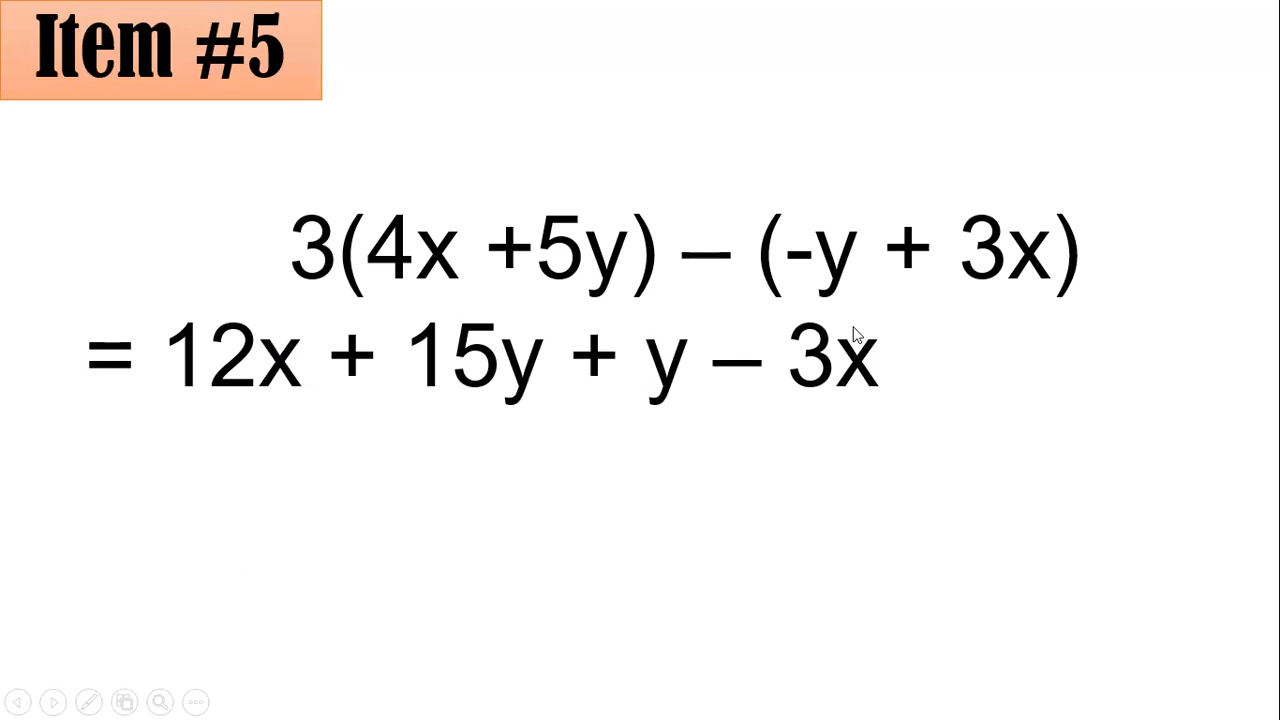 Item #5
3(4x +5y) – (-y + 3x)
= 12x + 15y + y – 3x